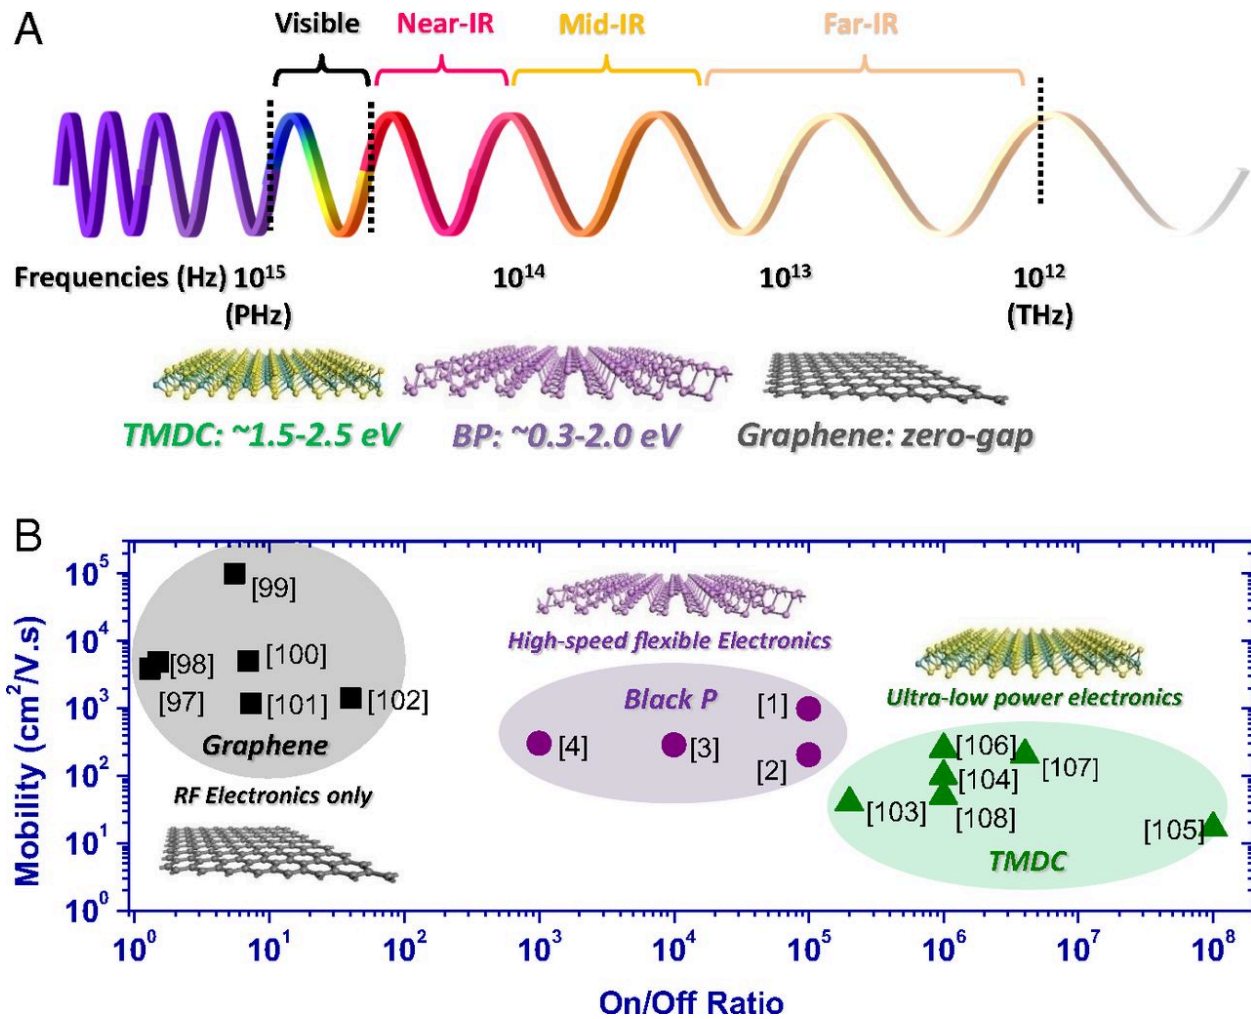 A
Visible Near-IR Mid-IR Far-IR
Frequencies (Hz) 10¹⁵ 10¹⁴ 10¹³ 10¹²
(PHz) (THz)
TMDC: ~1.5-2.5 eV BP: ~0.3-2.0 eV Graphene: zero-gap
B
Mobility (cm²/V.s)
10⁵
10⁴
10³
10²
10¹
10⁰
[99]
[98] [100]
[97] [101] [102]
Graphene
RF Electronics only
High-speed flexible Electronics
Black P
[1]
[4] [3] [2]
Ultra-low power electronics
[106]
[104] [107]
[103] [108] [105]
TMDC
10⁰ 10¹ 10² 10³ 10⁴ 10⁵ 10⁶ 10⁷ 10⁸
On/Off Ratio